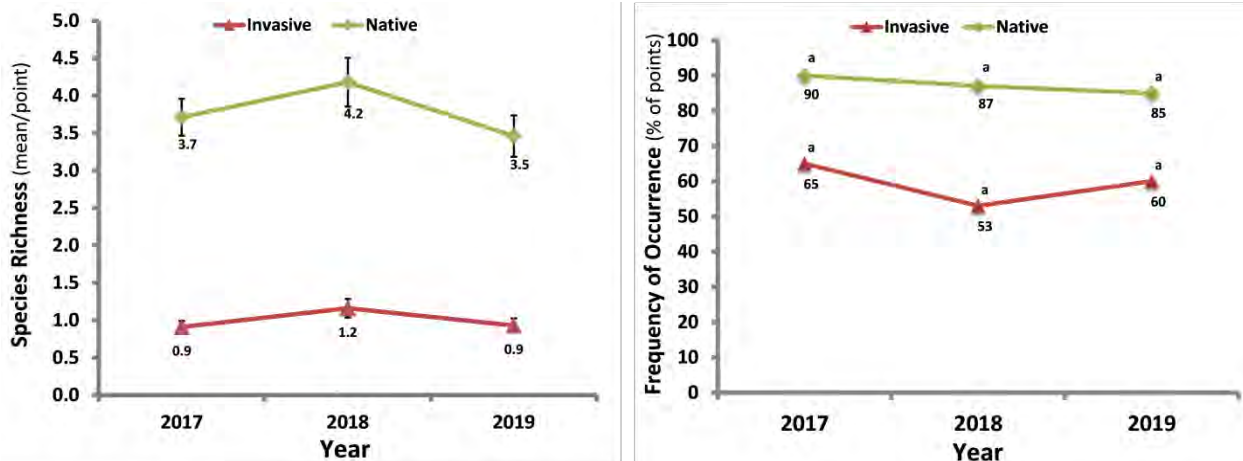 Species Richness (mean/point)
Invasive Native
5.0
4.5
4.0
3.5
3.0
2.5
2.0
1.5
1.0
0.5
0.0
3.7
4.2
3.5
0.9
1.2
0.9
2017 2018 2019
Year
Frequency of Occurrence (% of points)
Invasive Native
100
90
80
70
60
50
40
30
20
10
0
a a a
90 87 85
a a a
65 53 60
2017 2018 2019
Year